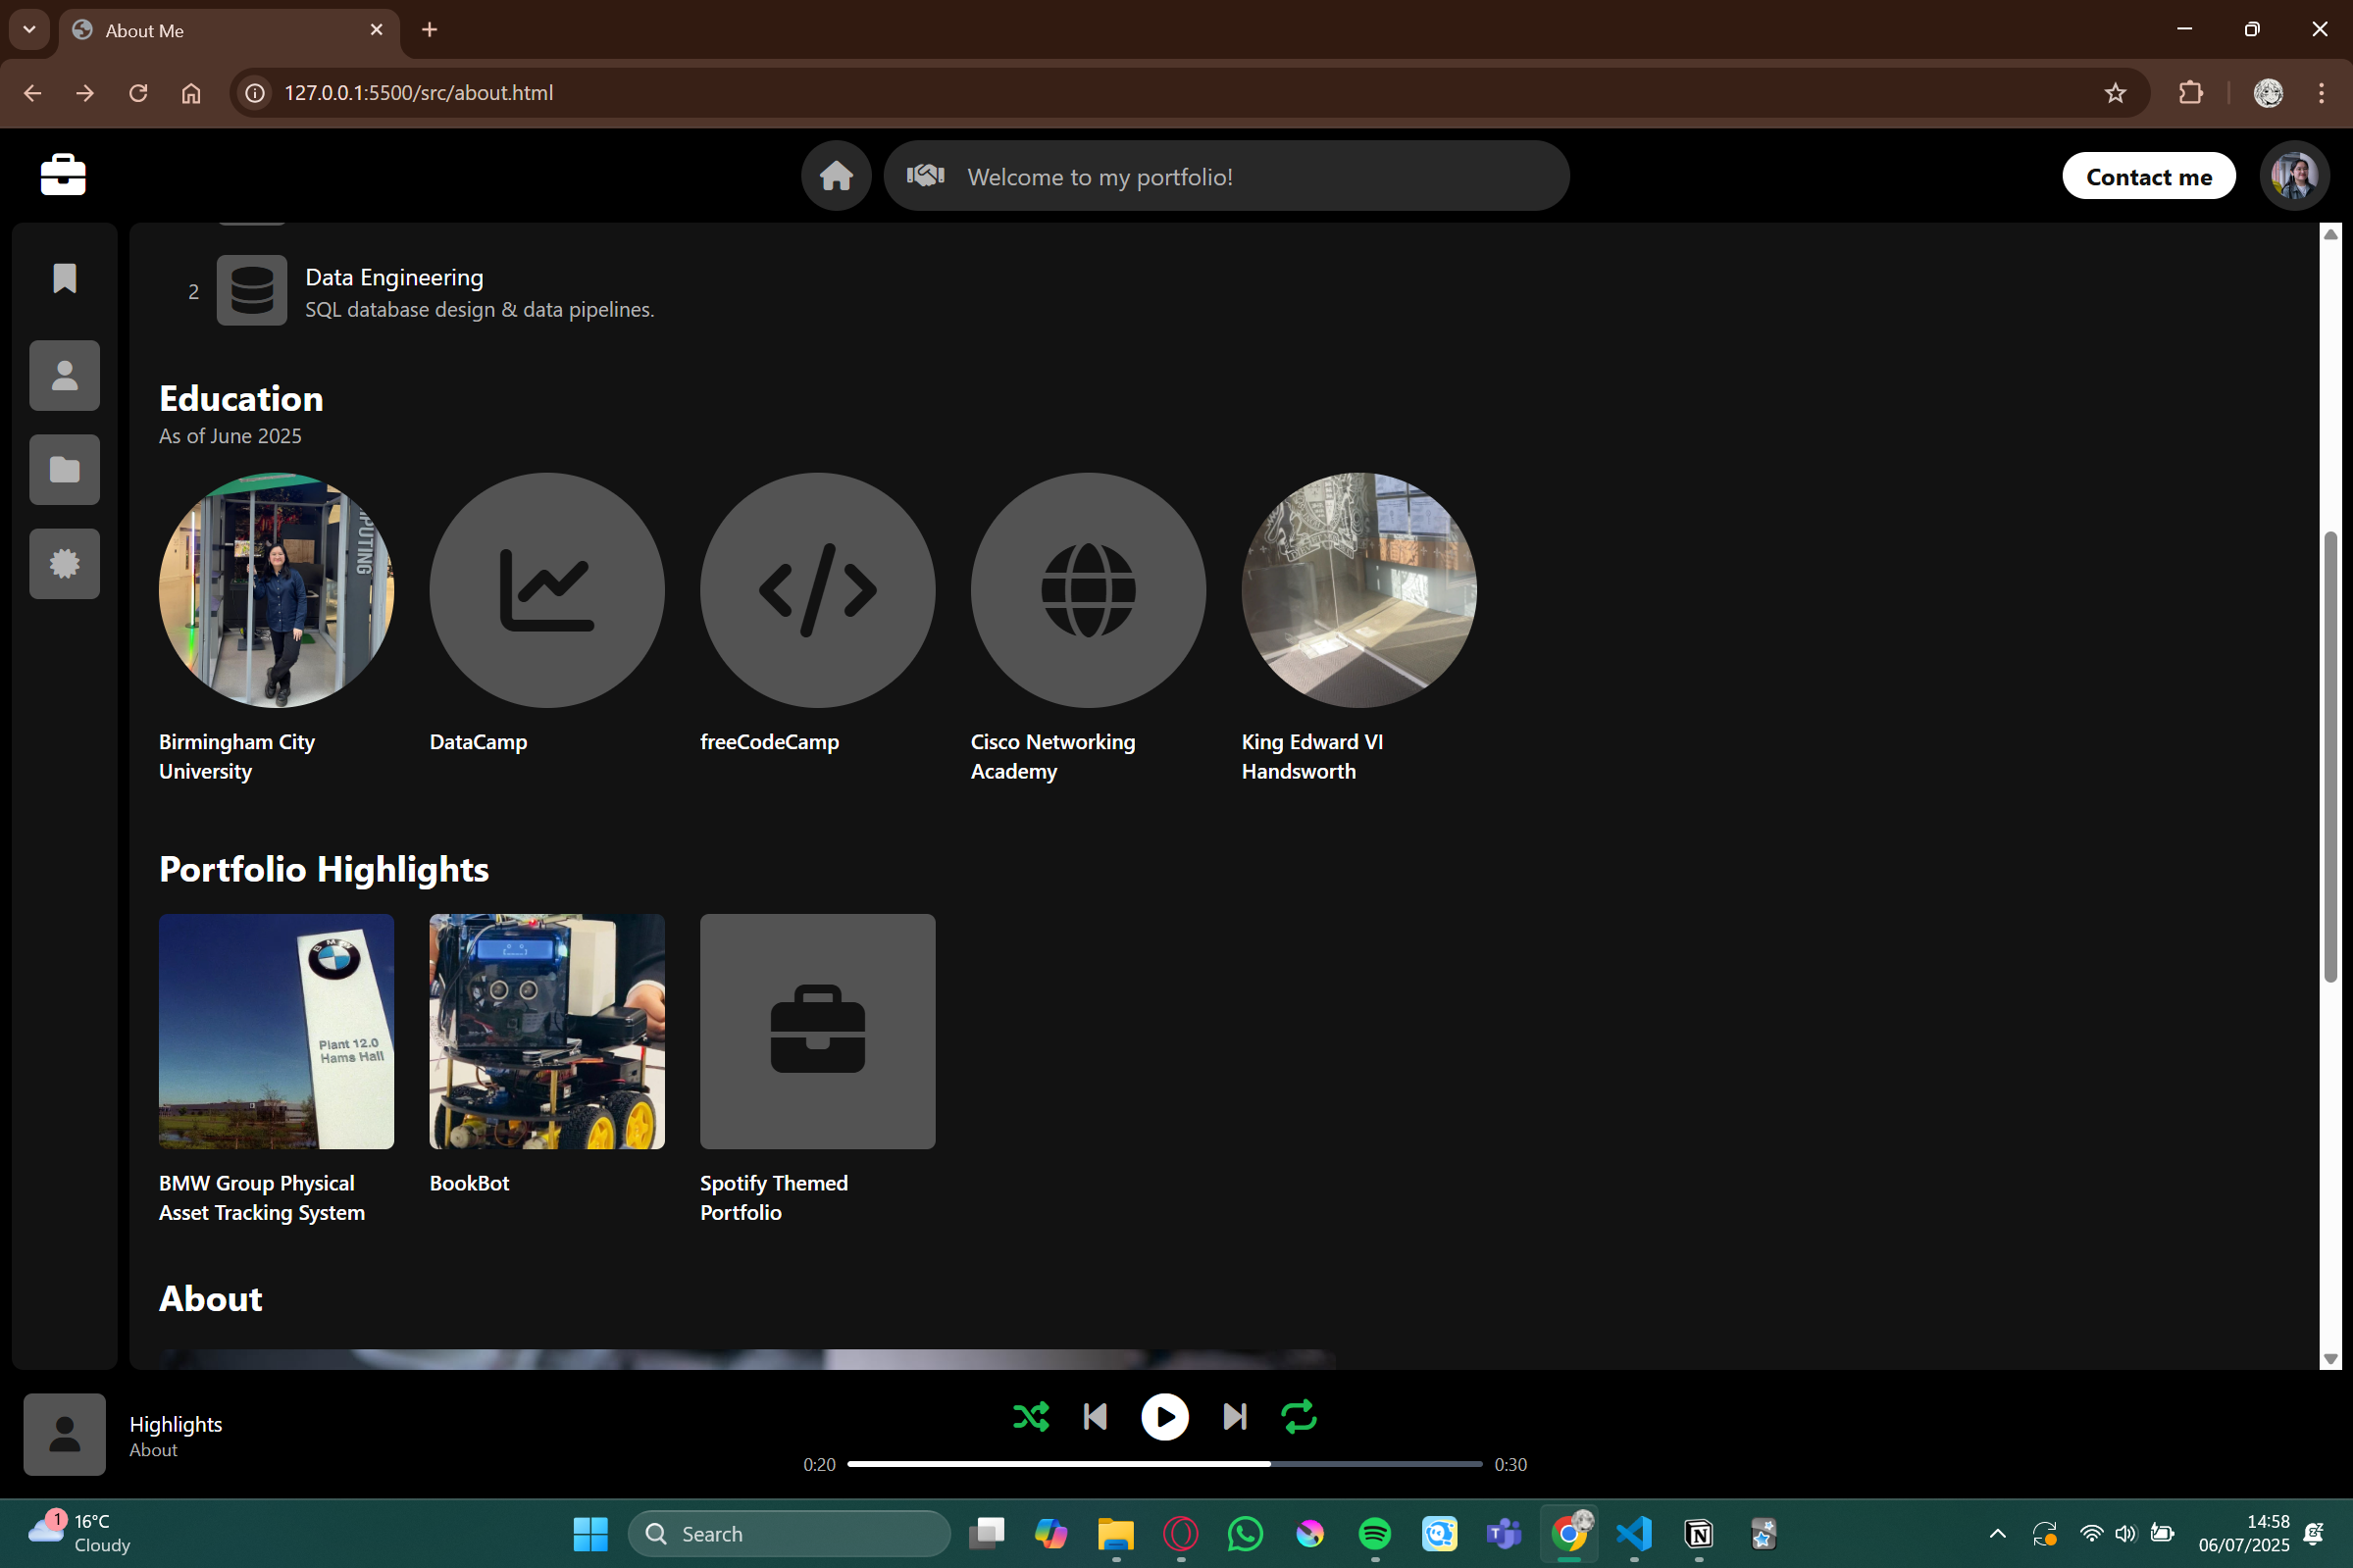 About Me
127.0.0.1:5500/src/about.html
Welcome to my portfolio!
Contact me
2
Data Engineering
SQL database design & data pipelines.
Education
As of June 2025
PUTING
Birmingham City
University
DataCamp
freeCodeCamp
Cisco Networking
Academy
King Edward VI
Handsworth
Portfolio Highlights
BMW
Plant 12.0
Hams Hall
BMW Group Physical
Asset Tracking System
BookBot
Spotify Themed
Portfolio
About
Highlights
About
0:20
0:30
1
16°C
Cloudy
Search
14:58
06/07/2025